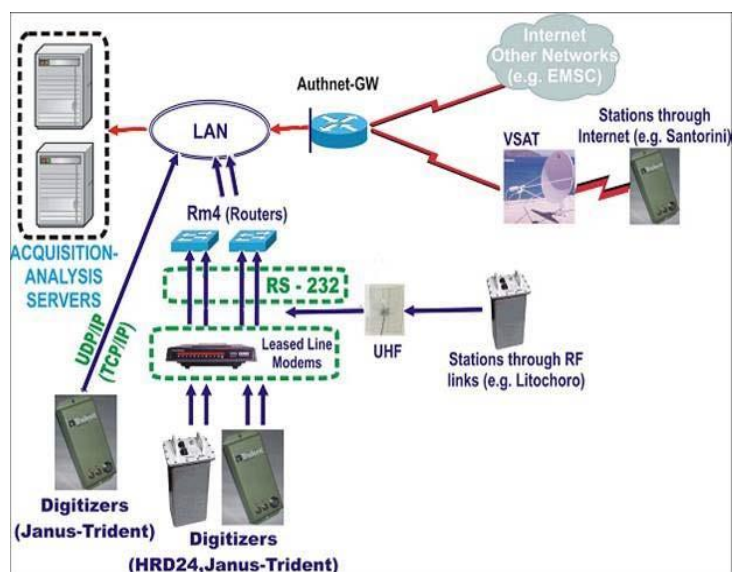 Internet
Other Networks
(e.g. EMSC)
Authnet-GW
LAN
VSAT
Stations through
Internet (e.g. Santorini)
Rm4 (Routers)
ACQUISITION-
ANALYSIS
SERVERS
RS - 232
UDP/IP
(TCP/IP)
Leased Line
Modems
UHF
Stations through RF
links (e.g. Litochoro)
Trident
Digitizers
(Janus-Trident)
Digitizers
(HRD24,Janus-Trident)